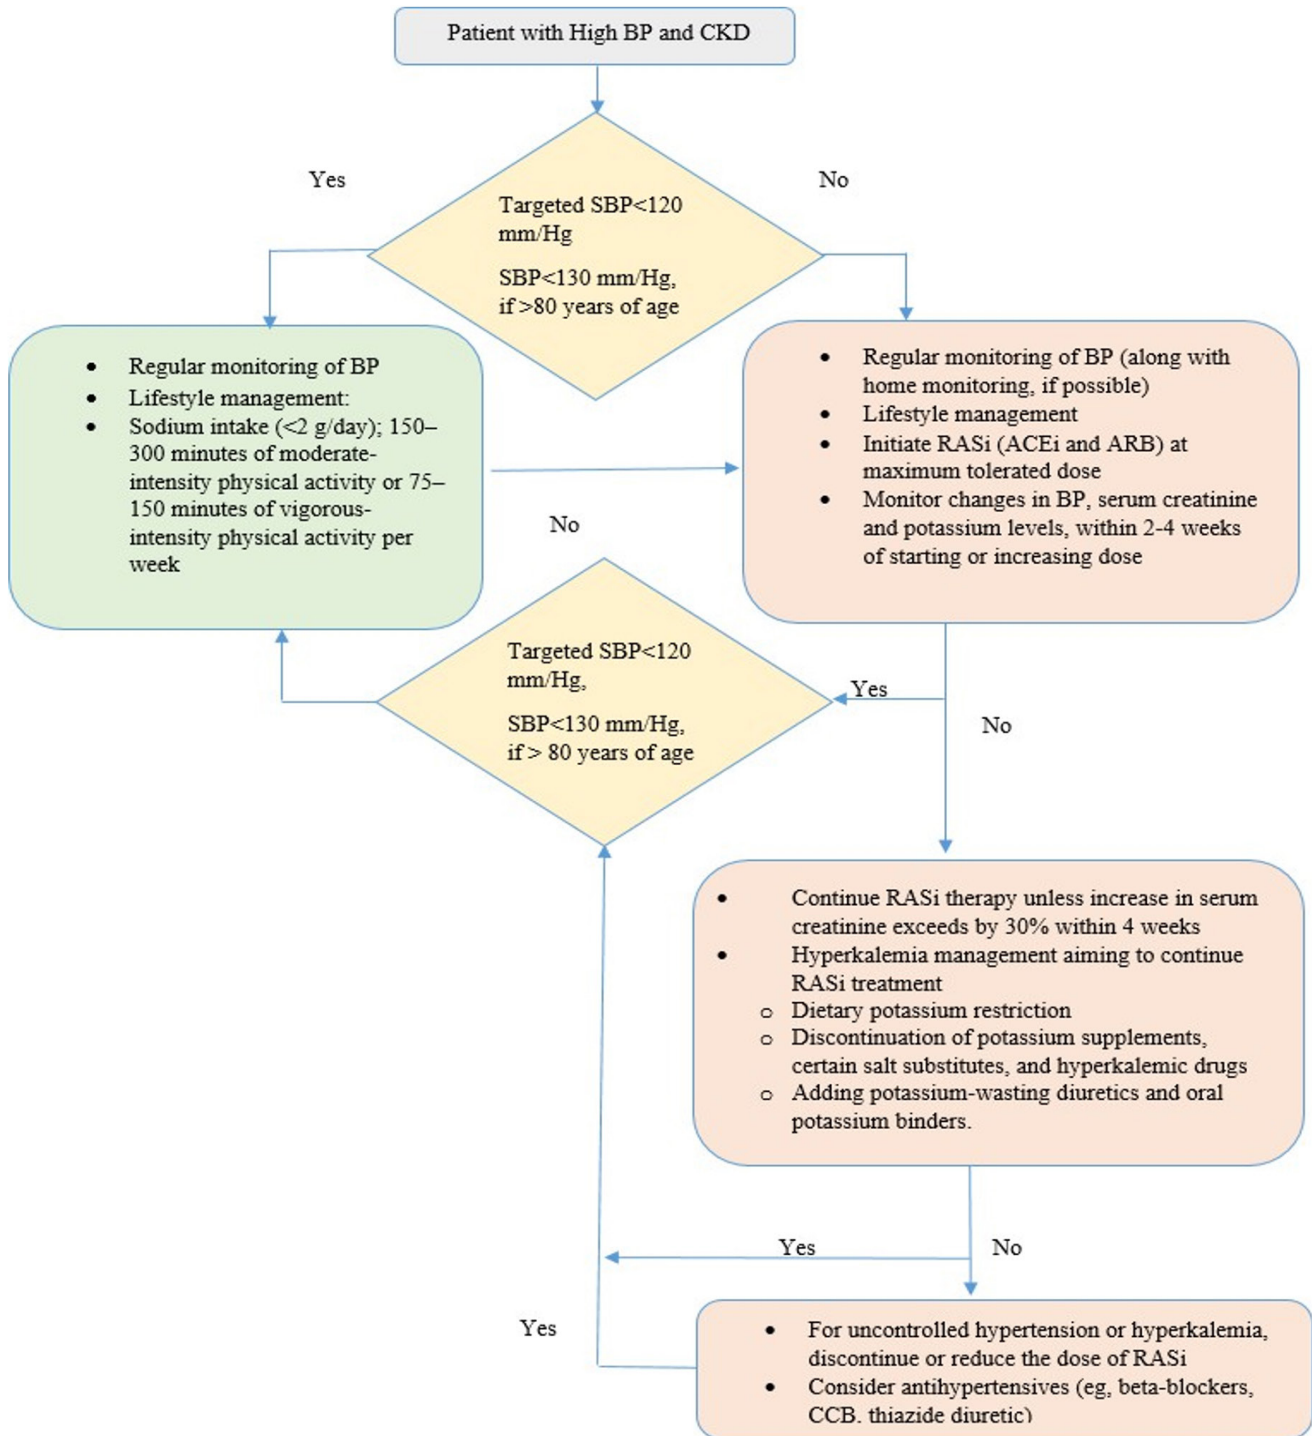 Patient with High BP and CKD
Yes
No
Targeted SBP<120
mm/Hg
SBP<130 mm/Hg,
if >80 years of age
• Regular monitoring of BP
• Lifestyle management:
• Sodium intake (<2 g/day); 150–
300 minutes of moderate-
intensity physical activity or 75–
150 minutes of vigorous-
intensity physical activity per
week
• Regular monitoring of BP (along with
home monitoring, if possible)
• Lifestyle management
• Initiate RASi (ACEi and ARB) at
maximum tolerated dose
• Monitor changes in BP, serum creatinine
and potassium levels, within 2-4 weeks
of starting or increasing dose
No
Targeted SBP<120
mm/Hg,
SBP<130 mm/Hg,
if > 80 years of age
Yes
No
• Continue RASi therapy unless increase in serum
creatinine exceeds by 30% within 4 weeks
• Hyperkalemia management aiming to continue
RASi treatment
o Dietary potassium restriction
o Discontinuation of potassium supplements,
certain salt substitutes, and hyperkalemic drugs
o Adding potassium-wasting diuretics and oral
potassium binders.
Yes
No
Yes
• For uncontrolled hypertension or hyperkalemia,
discontinue or reduce the dose of RASi
• Consider antihypertensives (eg, beta-blockers,
CCB, thiazide diuretic)